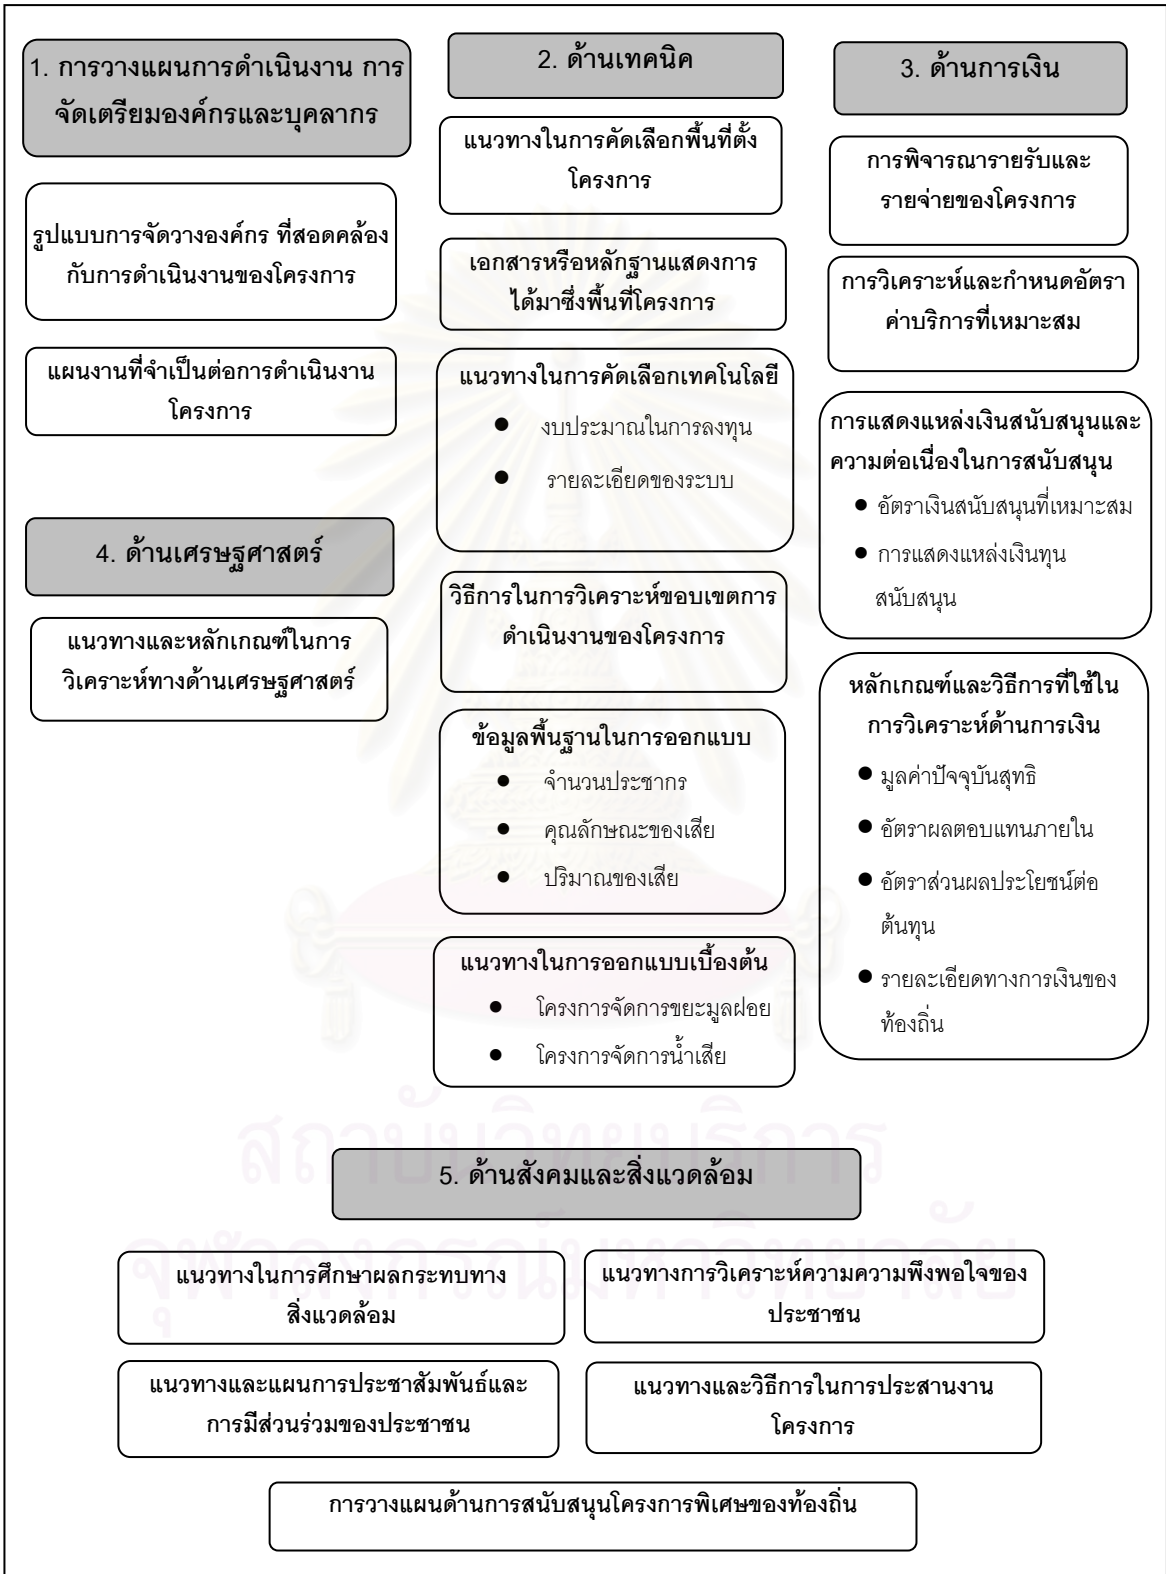 1. การวางแผนการดำเนินงาน การ
จัดเตรียมองค์กรและบุคลากร
รูปแบบการจัดวางองค์กร ที่สอดคล้อง
กับการดำเนินงานของโครงการ
แผนงานที่จำเป็นต่อการดำเนินงาน
โครงการ
2. ด้านเทคนิค
แนวทางในการคัดเลือกพื้นที่ตั้ง
โครงการ
เอกสารหรือหลักฐานแสดงการ
ได้มาซึ่งพื้นที่โครงการ
แนวทางในการคัดเลือกเทคโนโลยี
● งบประมาณในการลงทุน
● รายละเอียดของระบบ
วิธีการในการวิเคราะห์ขอบเขตการ
ดำเนินงานของโครงการ
ข้อมูลพื้นฐานในการออกแบบ
● จำนวนประชากร
● คุณลักษณะของเสีย
● ปริมาณของเสีย
แนวทางในการออกแบบเบื้องต้น
● โครงการจัดการขยะมูลฝอย
● โครงการจัดการน้ำเสีย
3. ด้านการเงิน
การพิจารณารายรับและ
รายจ่ายของโครงการ
การวิเคราะห์และกำหนดอัตรา
ค่าบริการที่เหมาะสม
การแสดงแหล่งเงินสนับสนุนและ
ความต่อเนื่องในการสนับสนุน
● อัตราเงินสนับสนุนที่เหมาะสม
● การแสดงแหล่งเงินทุน
สนับสนุน
หลักเกณฑ์และวิธีการที่ใช้ใน
การวิเคราะห์ด้านการเงิน
● มูลค่าปัจจุบันสุทธิ
● อัตราผลตอบแทนภายใน
● อัตราส่วนผลประโยชน์ต่อ
ต้นทุน
● รายละเอียดทางการเงินของ
ท้องถิ่น
4. ด้านเศรษฐศาสตร์
แนวทางและหลักเกณฑ์ในการ
วิเคราะห์ทางด้านเศรษฐศาสตร์
สถาบันวิทยบริการ
จุฬาลงกรณ์มหาวิทยาลัย
5. ด้านสังคมและสิ่งแวดล้อม
แนวทางในการศึกษาผลกระทบทาง
สิ่งแวดล้อม
แนวทางการวิเคราะห์ความความพึงพอใจของ
ประชาชน
แนวทางและแผนการประชาสัมพันธ์และ
การมีส่วนร่วมของประชาชน
แนวทางและวิธีการในการประสานงาน
โครงการ
การวางแผนด้านการสนับสนุนโครงการพิเศษของท้องถิ่น